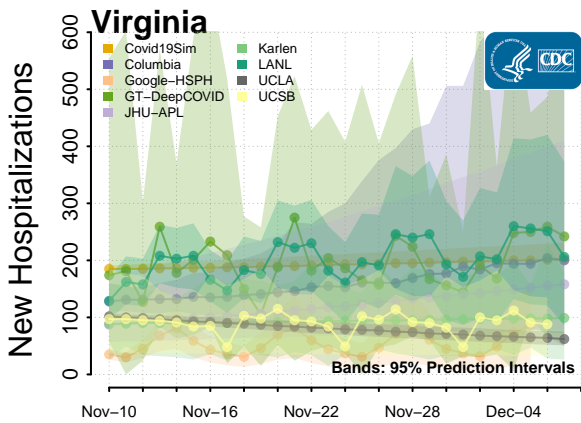 Virginia
Covid19Sim
Columbia
Google−HSPH
GT−DeepCOVID
JHU−APL
Karlen
LANL
UCLA
UCSB
CDC
New Hospitalizations
600
500
400
300
200
100
0
Bands: 95% Prediction Intervals
Nov−10 Nov−16 Nov−22 Nov−28 Dec−04